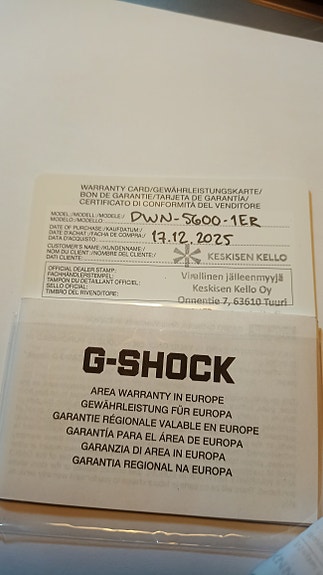 WARRANTY CARD/GEWÄHRLEISTUNGSKARTE/
BON DE GARANTIE/TARJETA DE GARANTÍA/
CERTIFICATO DI CONFORMITÀ DEL VENDITORE
MODEL:/MODELL:/MODÈLE:/
MODELO:/MODELLO: DWN-5600-1ER
DATE OF PURCHASE:/KAUFDATUM:/
DATE D'ACHAT:/FACHA DE COMPRA:/
DATA D'ACQUISTO: 17.12.2025
CUSTOMER'S NAME:/KUNDENNAME:/
NOM DU CLIENT:/NOMBRE DEL CLIENTE:/
DATI CLIENTE:
KESKISEN KELLO
OFFICIAL DEALER STAMP:
FACHHÄNDLERSTEMPEL:
TAMPON DU DÉTAILLANT OFFICIEL:
SELLO OFICIAL:
TIMBRO DEL RIVENDITORE:
Virallinen jälleenmyyjä
Keskisen Kello Oy
Onnentie 7, 63610 Tuuri
G-SHOCK
AREA WARRANTY IN EUROPE
GEWÄHRLEISTUNG FÜR EUROPA
GARANTIE RÉGIONALE VALABLE EN EUROPE
GARANTÍA PARA EL ÁREA DE EUROPA
GARANZIA DI AREA IN EUROPA
GARANTIA REGIONAL NA EUROPA